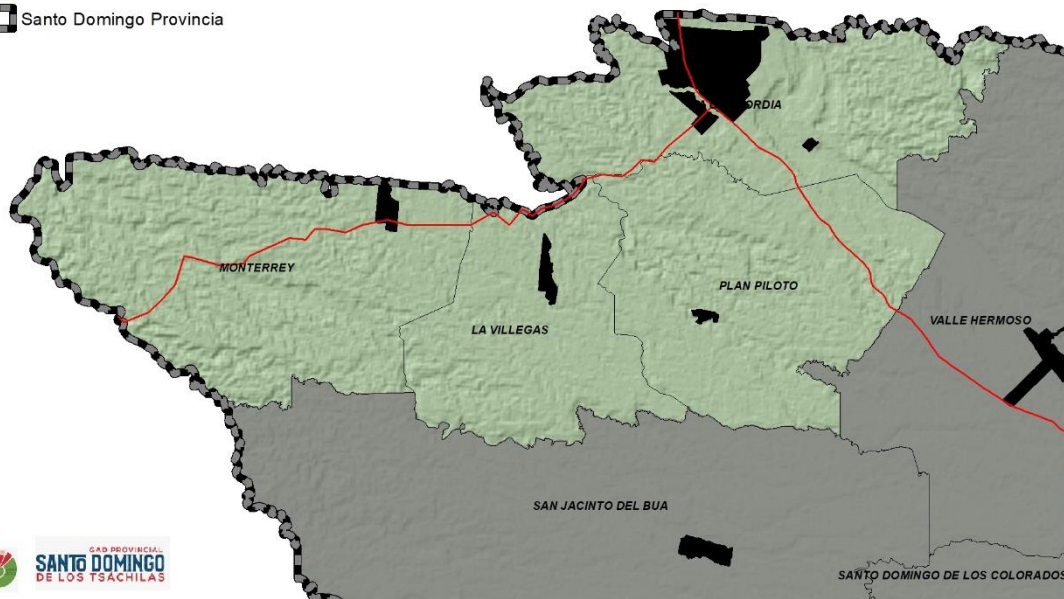 Santo Domingo Provincia
ORDIA
MONTERREY
PLAN PILOTO
LA VILLEGAS
VALLE HERMOSO
SAN JACINTO DEL BUA
GAD PROVINCIAL
SANTO DOMINGO
DE LOS TSÁCHILAS
SANTO DOMINGO DE LOS COLORADOS